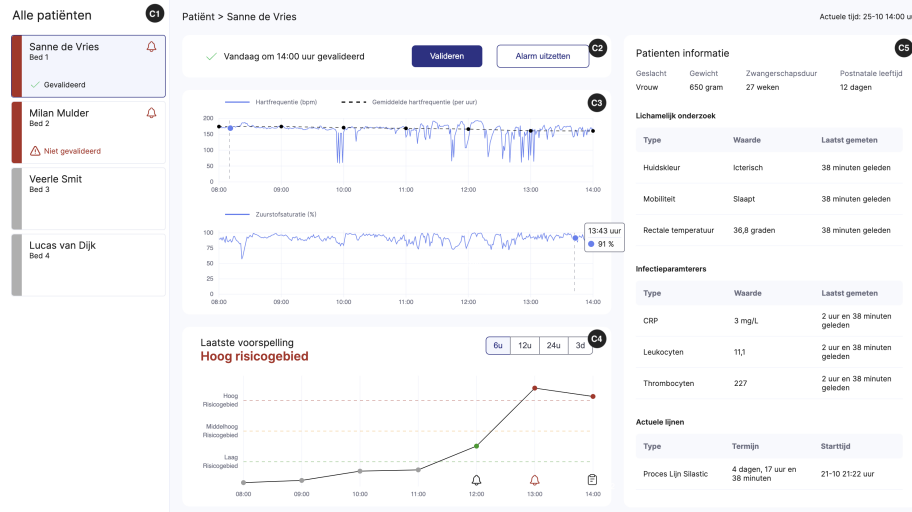 Alle patiënten
C1
Sanne de Vries
Bed 1
Gevalideerd
Milan Mulder
Bed 2
Niet gevalideerd
Veerle Smit
Bed 3
Lucas van Dijk
Bed 4
Patiënt > Sanne de Vries
Actuele tijd: 25-10 14:00
Vandaag om 14:00 uur gevalideerd
Valideren
Alarm uitzetten
C2
Hartfrequentie (bpm)
Gemiddelde hartfrequentie (per uur)
C3
200
150
100
50
0
08:00 09:00 10:00 11:00 12:00 13:00 14:00
Zuurstofsaturatie (%)
100
75
50
25
0
13:43 uur
91 %
08:00 09:00 10:00 11:00 12:00 13:00 14:00
Laatste voorspelling
Hoog risicogebied
6u 12u 24u 3d
C4
Hoog
Risicogebied
Middelhoog
Risicogebied
Laag
Risicogebied
08:00 09:00 10:00 11:00 12:00 13:00 14:00
Patienten informatie
C5
Geslacht Gewicht Zwangerschapsduur Postnatale leeftijd
Vrouw 650 gram 27 weken 12 dagen
Lichamelijk onderzoek
Type Waarde Laatst gemeten
Huidskleur Icterisch 38 minuten geleden
Mobiliteit Slaapt 38 minuten geleden
Rectale temperatuur 36,8 graden 38 minuten geleden
Infectieparamterers
Type Waarde Laatst gemeten
CRP 3 mg/L 2 uur en 38 minuten
geleden
Leukocyten 11,1 2 uur en 38 minuten
geleden
Thrombocyten 227 2 uur en 38 minuten
geleden
Actuele lijnen
Type Termijn Starttijd
Proces Lijn Silastic 4 dagen, 17 uur en
38 minuten 21-10 21:22 uur